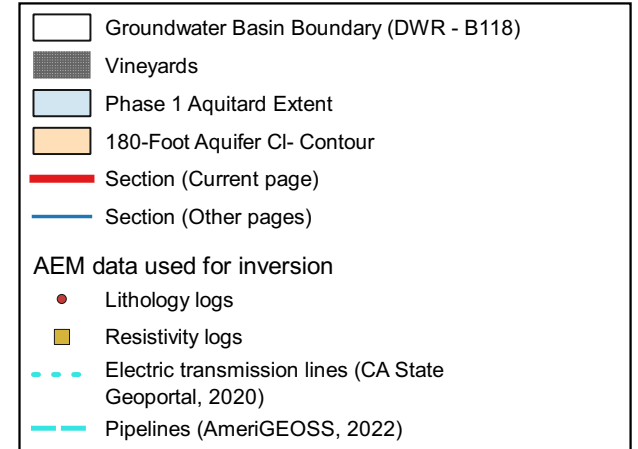 Groundwater Basin Boundary (DWR - B118)
Vineyards
Phase 1 Aquitard Extent
180-Foot Aquifer Cl- Contour
Section (Current page)
Section (Other pages)
AEM data used for inversion
Lithology logs
Resistivity logs
Electric transmission lines (CA State
Geoportal, 2020)
Pipelines (AmeriGEOSS, 2022)